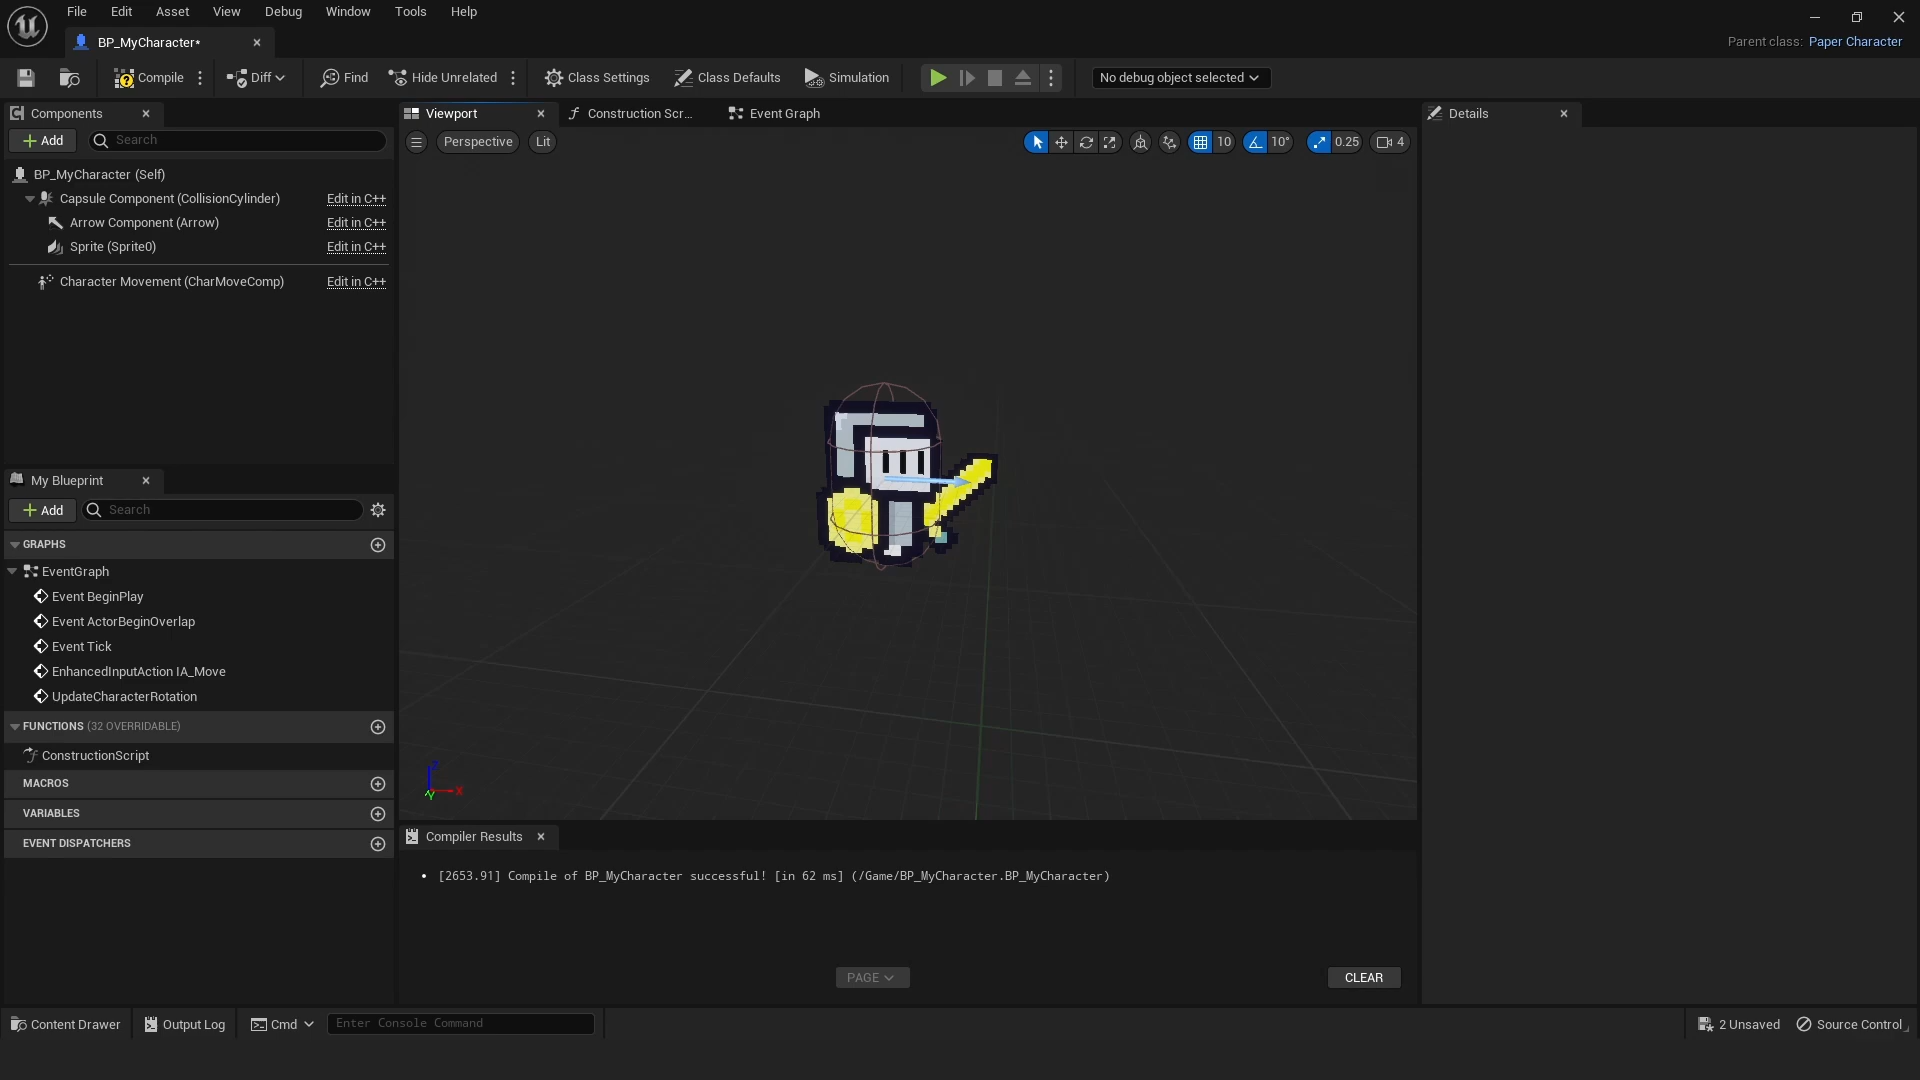 File Edit Asset View Debug Window Tools Help
BP_MyCharacter*
Parent class: Paper Character
Compile Diff Find Hide Unrelated Class Settings Class Defaults Simulation No debug object selected
Components Viewport Construction Scr... Event Graph Details
Add Search Perspective Lit 10 10° 0.25 4
BP_MyCharacter (Self)
Capsule Component (CollisionCylinder) Edit in C++
Arrow Component (Arrow) Edit in C++
Sprite (Sprite0) Edit in C++
Character Movement (CharMoveComp) Edit in C++
My Blueprint
Add Search
GRAPHS
EventGraph
Event BeginPlay
Event ActorBeginOverlap
Event Tick
EnhancedInputAction IA_Move
UpdateCharacterRotation
FUNCTIONS (32 OVERRIDABLE)
ConstructionScript
MACROS
VARIABLES
EVENT DISPATCHERS
Z
X
Y
Compiler Results
• [2653.91] Compile of BP_MyCharacter successful! [in 62 ms] (/Game/BP_MyCharacter.BP_MyCharacter)
PAGE CLEAR
Content Drawer Output Log Cmd Enter Console Command 2 Unsaved Source Control